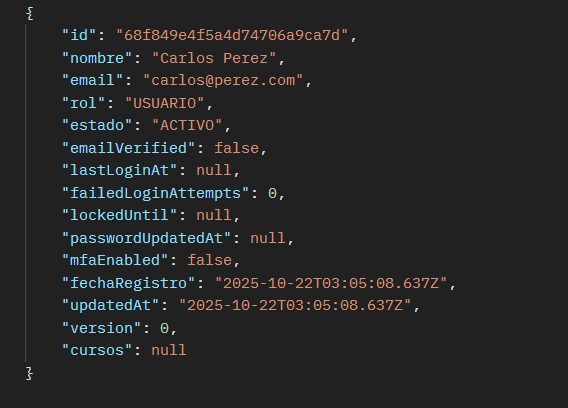 {
"id": "68f849e4f5a4d74706a9ca7d",
"nombre": "Carlos Perez",
"email": "carlos@perez.com",
"rol": "USUARIO",
"estado": "ACTIVO",
"emailVerified": false,
"lastLoginAt": null,
"failedLoginAttempts": 0,
"lockedUntil": null,
"passwordUpdatedAt": null,
"mfaEnabled": false,
"fechaRegistro": "2025-10-22T03:05:08.637Z",
"updatedAt": "2025-10-22T03:05:08.637Z",
"version": 0,
"cursos": null
}